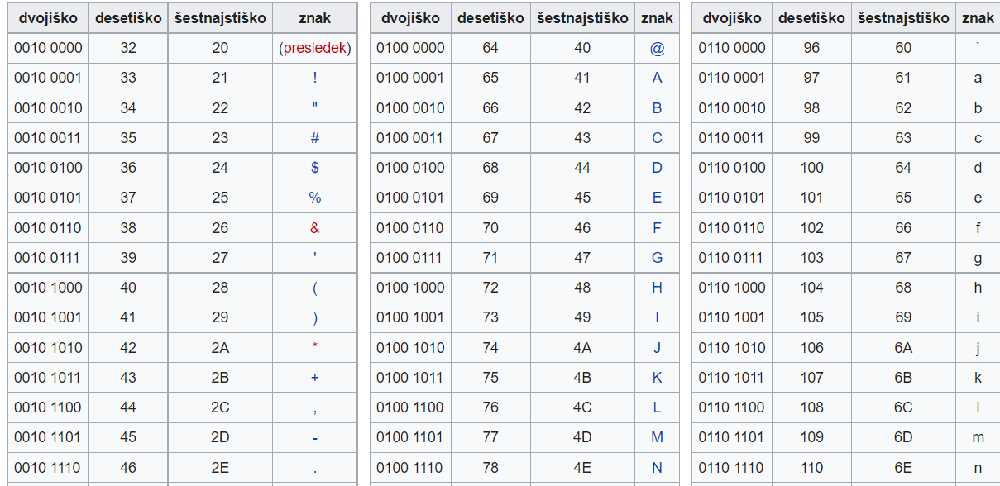 dvojiško desetiško šestnajstiško znak dvojiško desetiško šestnajstiško znak dvojiško desetiško šestnajstiško znak
0010 0000 32 20 (presledek) 0100 0000 64 40 @ 0110 0000 96 60 `
0010 0001 33 21 ! 0100 0001 65 41 A 0110 0001 97 61 a
0010 0010 34 22 " 0100 0010 66 42 B 0110 0010 98 62 b
0010 0011 35 23 # 0100 0011 67 43 C 0110 0011 99 63 c
0010 0100 36 24 $ 0100 0100 68 44 D 0110 0100 100 64 d
0010 0101 37 25 % 0100 0101 69 45 E 0110 0101 101 65 e
0010 0110 38 26 & 0100 0110 70 46 F 0110 0110 102 66 f
0010 0111 39 27 ' 0100 0111 71 47 G 0110 0111 103 67 g
0010 1000 40 28 ( 0100 1000 72 48 H 0110 1000 104 68 h
0010 1001 41 29 ) 0100 1001 73 49 I 0110 1001 105 69 i
0010 1010 42 2A * 0100 1010 74 4A J 0110 1010 106 6A j
0010 1011 43 2B + 0100 1011 75 4B K 0110 1011 107 6B k
0010 1100 44 2C , 0100 1100 76 4C L 0110 1100 108 6C l
0010 1101 45 2D - 0100 1101 77 4D M 0110 1101 109 6D m
0010 1110 46 2E . 0100 1110 78 4E N 0110 1110 110 6E n